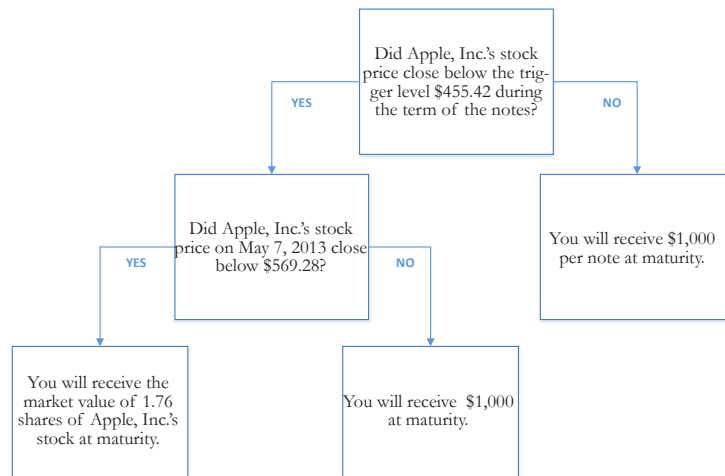 Did Apple, Inc.'s stock
price close below the trig-
ger level $455.42 during
the term of the notes?
YES
NO
Did Apple, Inc.'s stock
price on May 7, 2013 close
below $569.28?
You will receive $1,000
per note at maturity.
YES
NO
You will receive the
market value of 1.76
shares of Apple, Inc.'s
stock at maturity.
You will receive  $1,000
at maturity.